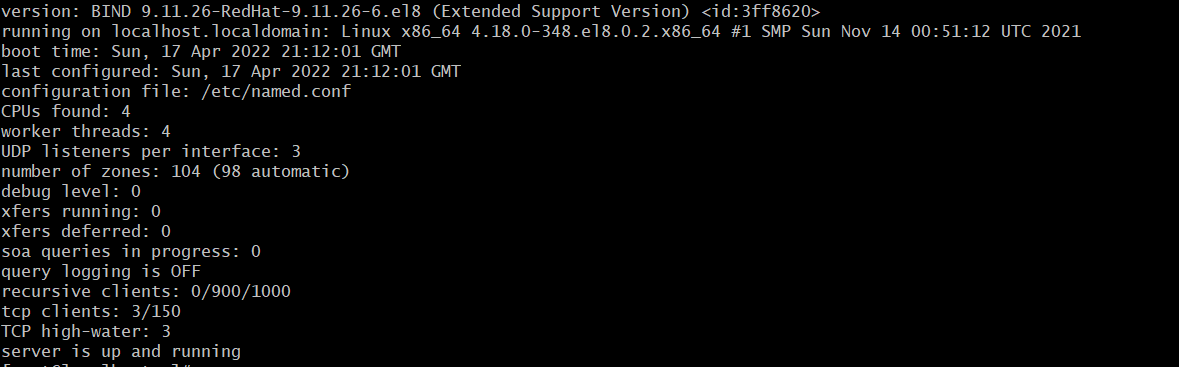 version: BIND 9.11.26-RedHat-9.11.26-6.el8 (Extended Support Version) <id:3ff8620>
running on localhost.localdomain: Linux x86_64 4.18.0-348.el8.0.2.x86_64 #1 SMP Sun Nov 14 00:51:12 UTC 2021
boot time: Sun, 17 Apr 2022 21:12:01 GMT
last configured: Sun, 17 Apr 2022 21:12:01 GMT
configuration file: /etc/named.conf
CPUs found: 4
worker threads: 4
UDP listeners per interface: 3
number of zones: 104 (98 automatic)
debug level: 0
xfers running: 0
xfers deferred: 0
soa queries in progress: 0
query logging is OFF
recursive clients: 0/900/1000
tcp clients: 3/150
TCP high-water: 3
server is up and running